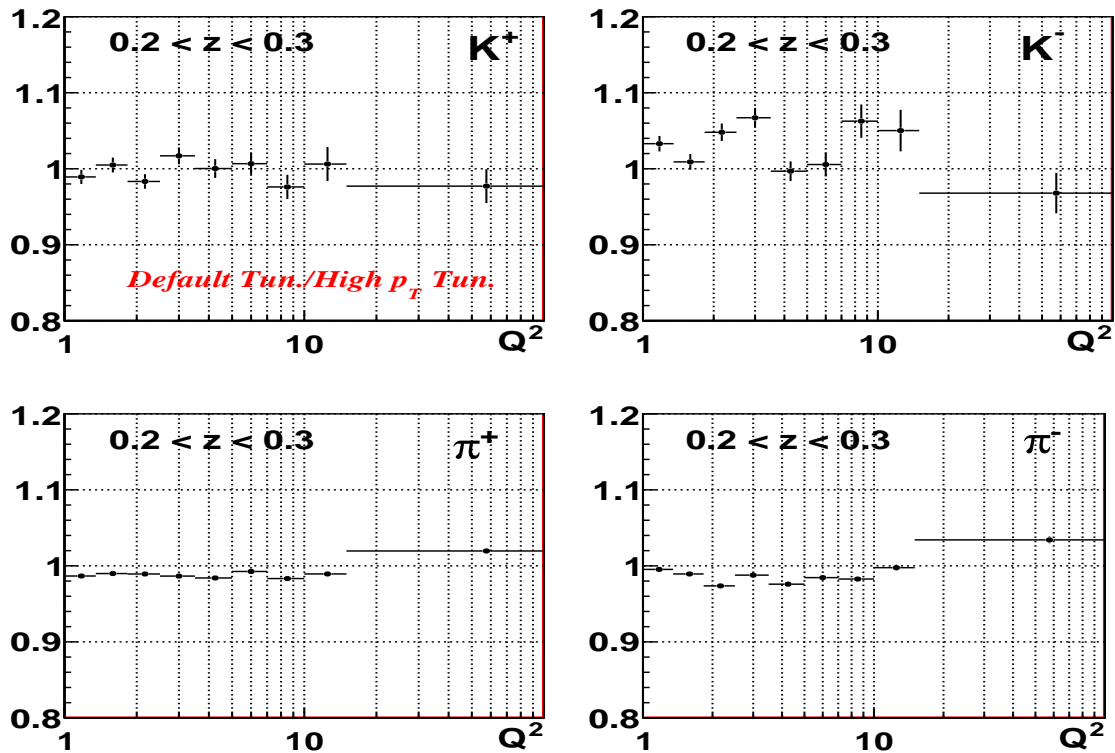 1.2 0.2 < z < 0.3 K+
1.1
1
0.9
Default Tun./High p_T Tun.
0.8
1 10 Q²
1.2 0.2 < z < 0.3 K-
1.1
1
0.9
0.8
1 10 Q²
1.2 0.2 < z < 0.3 π+
1.1
1
0.9
0.8
1 10 Q²
1.2 0.2 < z < 0.3 π-
1.1
1
0.9
0.8
1 10 Q²